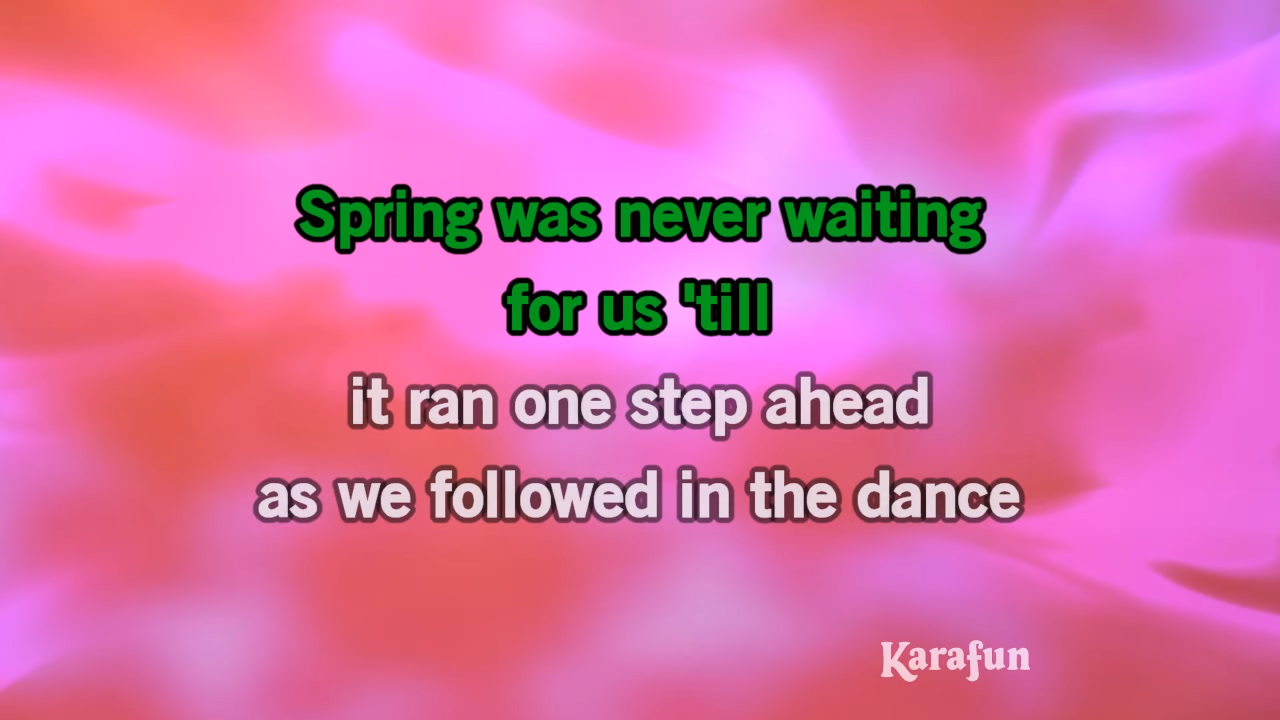 Spring was never waiting
for us 'till
it ran one step ahead
as we followed in the dance
Karafun